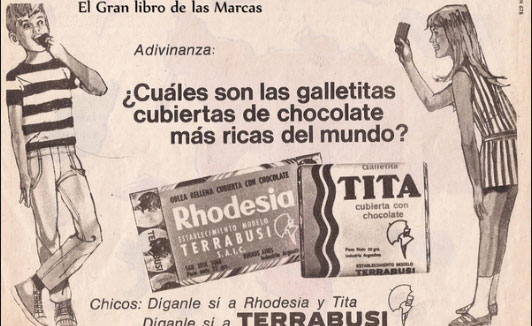 El Gran libro de las Marcas
Adivinanza:
¿Cuáles son las galletitas
cubiertas de chocolate
más ricas del mundo?
OBLEA RELLENA CUBIERTA CON CHOCOLATE
Rhodesia
ESTABLECIMIENTO MODELO
TERRABUSI
S.A.I.C.
BUENOS AIRES
Galletita
TITA
cubierta con
chocolate
Industria Argentina
ESTABLECIMIENTO MODELO
TERRABUSI
Chicos: Díganle sí a Rhodesia y Tita
Díganle sí a TERRABUSI